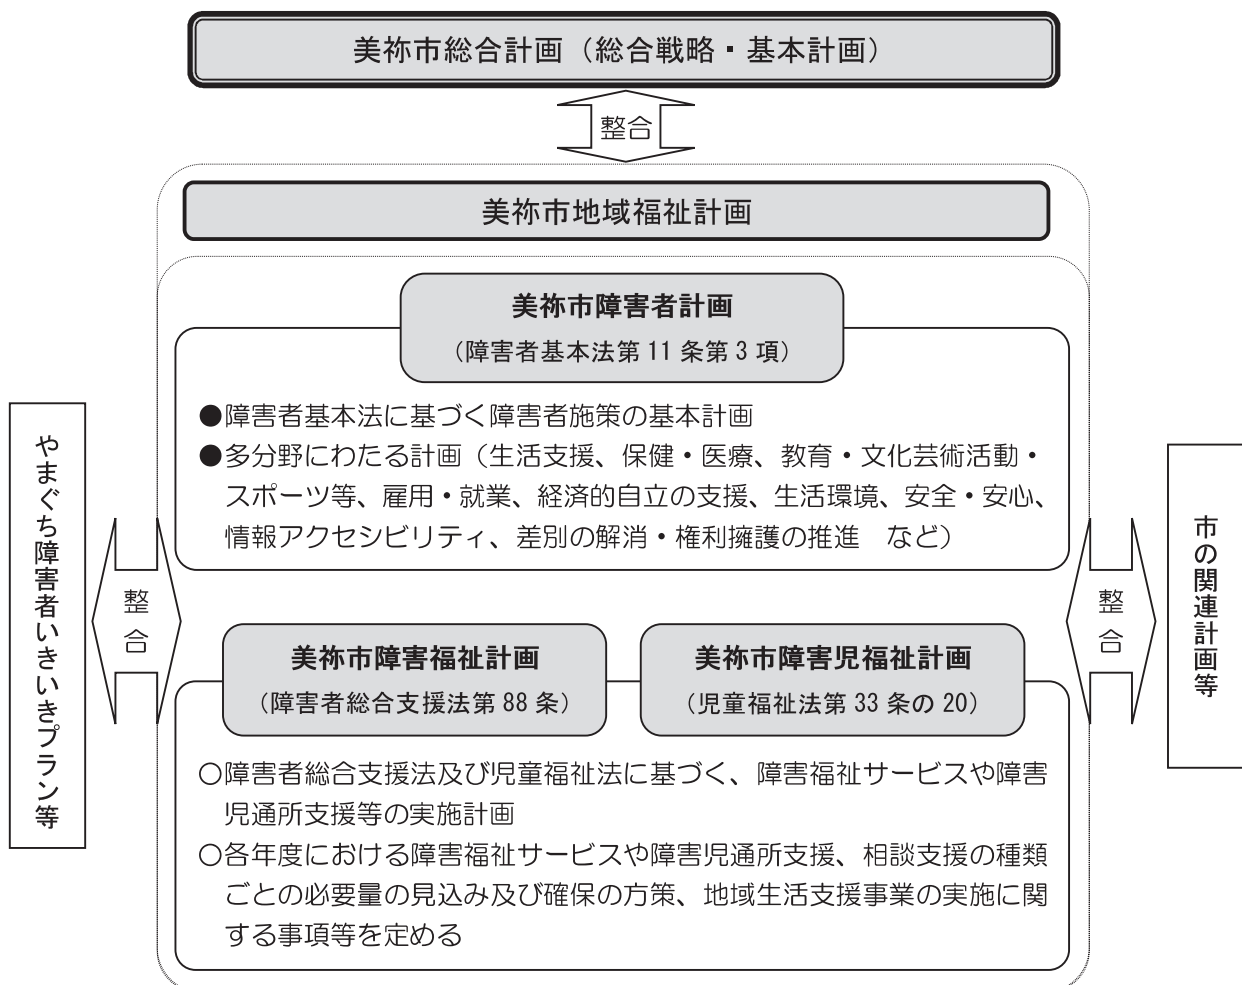 美祢市総合計画（総合戦略・基本計画）
整合
美祢市地域福祉計画
美祢市障害者計画
（障害者基本法第 11 条第 3 項）
●障害者基本法に基づく障害者施策の基本計画
●多分野にわたる計画（生活支援、保健・医療、教育・文化芸術活動・
スポーツ等、雇用・就業、経済的自立の支援、生活環境、安全・安心、
情報アクセシビリティ、差別の解消・権利擁護の推進　など）
やまぐち障害者いきいきプラン等
整合
整合
市の関連計画等
美祢市障害福祉計画
（障害者総合支援法第 88 条）
美祢市障害児福祉計画
（児童福祉法第 33 条の 20）
○障害者総合支援法及び児童福祉法に基づく、障害福祉サービスや障害
児通所支援等の実施計画
○各年度における障害福祉サービスや障害児通所支援、相談支援の種類
ごとの必要量の見込み及び確保の方策、地域生活支援事業の実施に関
する事項等を定める